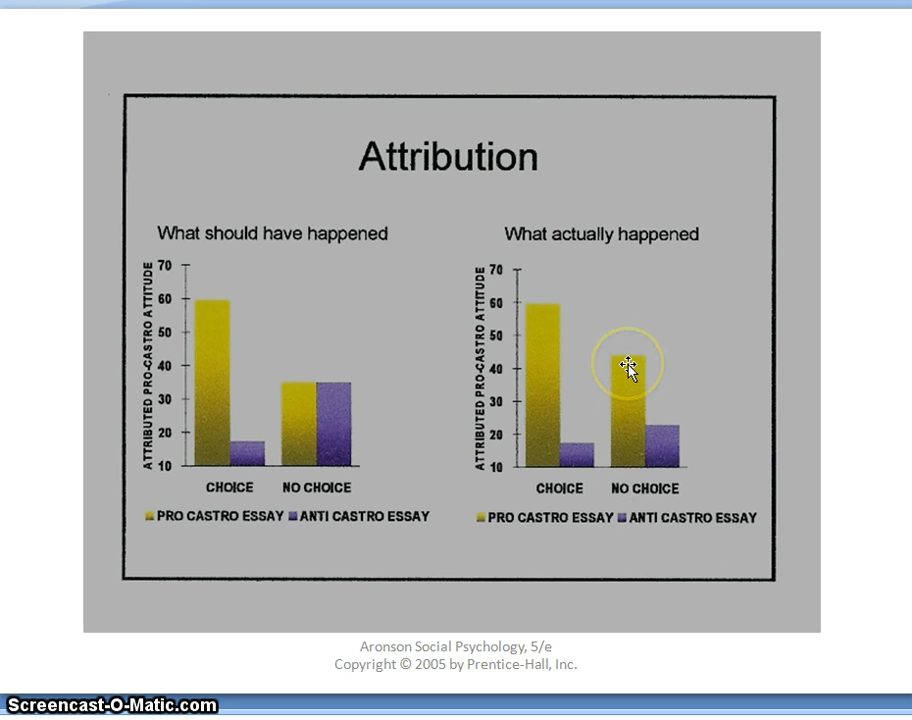 Attribution
What should have happened
What actually happened
ATTRIBUTED PRO-CASTRO ATTITUDE
70
60
50
40
30
20
10
CHOICE NO CHOICE
PRO CASTRO ESSAY ANTI CASTRO ESSAY
ATTRIBUTED PRO-CASTRO ATTITUDE
70
60
50
40
30
20
10
CHOICE NO CHOICE
PRO CASTRO ESSAY ANTI CASTRO ESSAY
Aronson Social Psychology, 5/e
Copyright © 2005 by Prentice-Hall, Inc.
Screencast-O-Matic.com